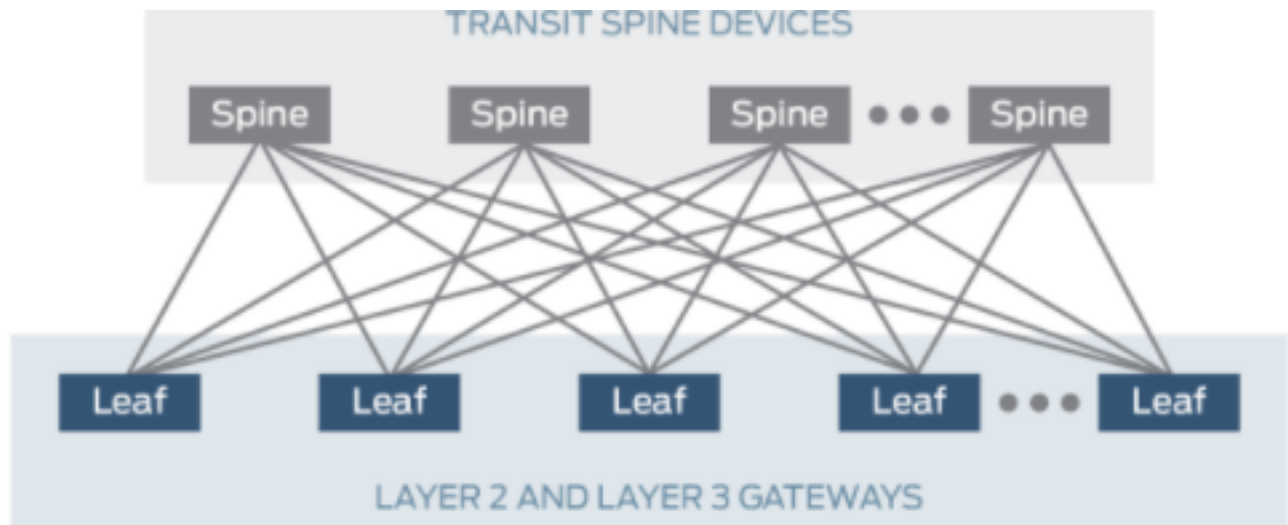 TRANSIT SPINE DEVICES
Spine Spine Spine Spine
Leaf Leaf Leaf Leaf Leaf
LAYER 2 AND LAYER 3 GATEWAYS